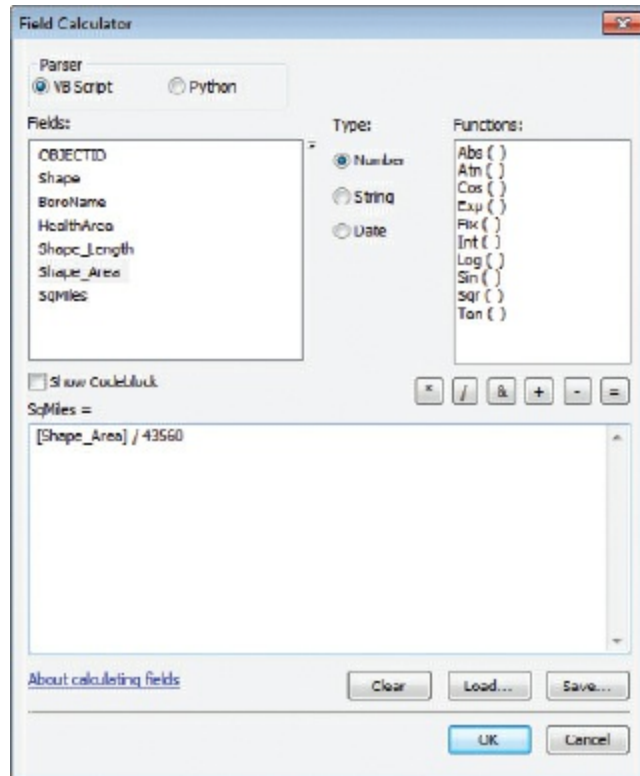 Field Calculator
Parser
VB Script Python
Fields:
OBJECTID
Shape
BoroName
HealthArea
Shape_Length
Shape_Area
SqMiles
Type:
Number
String
Date
Functions:
Abs ( )
Atn ( )
Cos ( )
Exp ( )
Fix ( )
Int ( )
Log ( )
Sin ( )
Sqr ( )
Tan ( )
Show Codeblock
* / & + - =
SqMiles =
[Shape_Area] / 43560
About calculating fields
Clear Load... Save...
OK Cancel